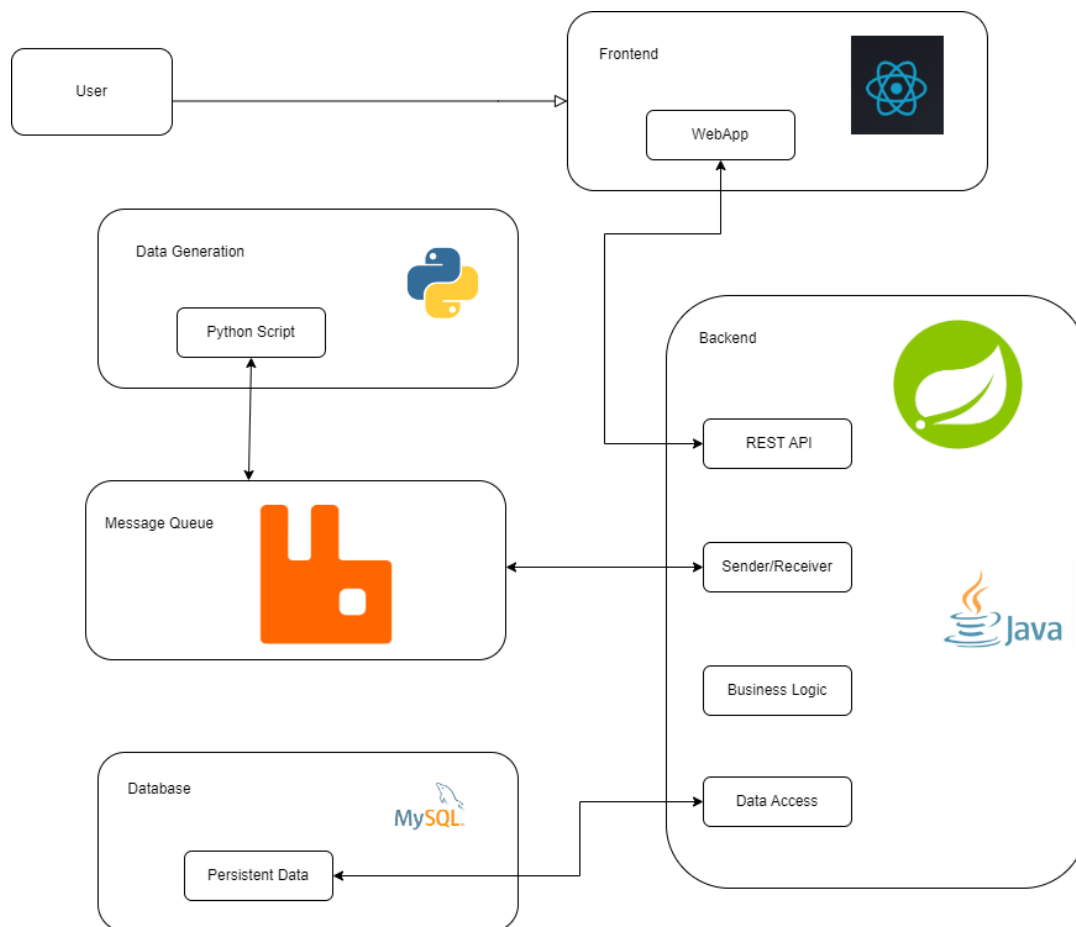 User
Frontend
WebApp
Data Generation
Python Script
Backend
REST API
Message Queue
Sender/Receiver
Java
Business Logic
Database
MySQL
Data Access
Persistent Data